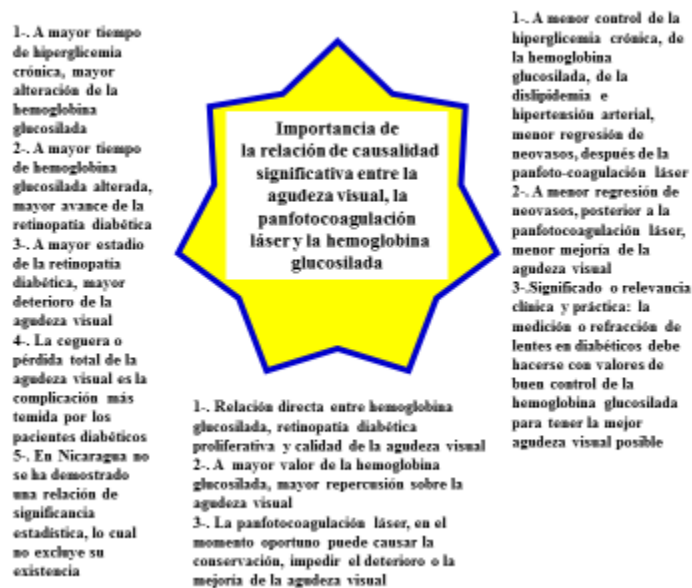 1-. A mayor tiempo
de hiperglicemia
crónica, mayor
alteración de la
hemoglobina
glucosilada
2-. A mayor tiempo
de hemoglobina
glucosilada alterada,
mayor avance de la
retinopatía diabética
3-. A mayor estadio
de la retinopatía
diabética, mayor
deterioro de la
agudeza visual
4-. La ceguera o
pérdida total de la
agudeza visual es la
complicación más
temida por los
pacientes diabéticos
5-. En Nicaragua no
se ha demostrado
una relación de
significancia
estadística, lo cual
no excluye su
existencia
Importancia de
la relación de causalidad
significativa entre la
agudeza visual, la
panfotocoagulación
láser y la hemoglobina
glucosilada
1-. Relación directa entre hemoglobina
glucosilada, retinopatía diabética
proliferativa y calidad de la agudeza visual
2-. A mayor valor de la hemoglobina
glucosilada, mayor repercusión sobre la
agudeza visual
3-. La panfotocoagulación láser, en el
momento oportuno puede causar la
conservación, impedir el deterioro o la
mejoría de la agudeza visual
1-. A menor control de la
hiperglicemia crónica, de
la hemoglobina
glucosilada, de la
dislipidemia e
hipertensión arterial,
menor regresión de
neovasos, después de la
panfoto-coagulación láser
2-. A menor regresión de
neovasos, posterior a la
panfotocoagulación láser,
menor mejoría de la
agudeza visual
3-.Significado o relevancia
clínica y práctica: la
medición o refracción de
lentes en diabéticos debe
hacerse con valores de
buen control de la
hemoglobina glucosilada
para tener la mejor
agudeza visual posible